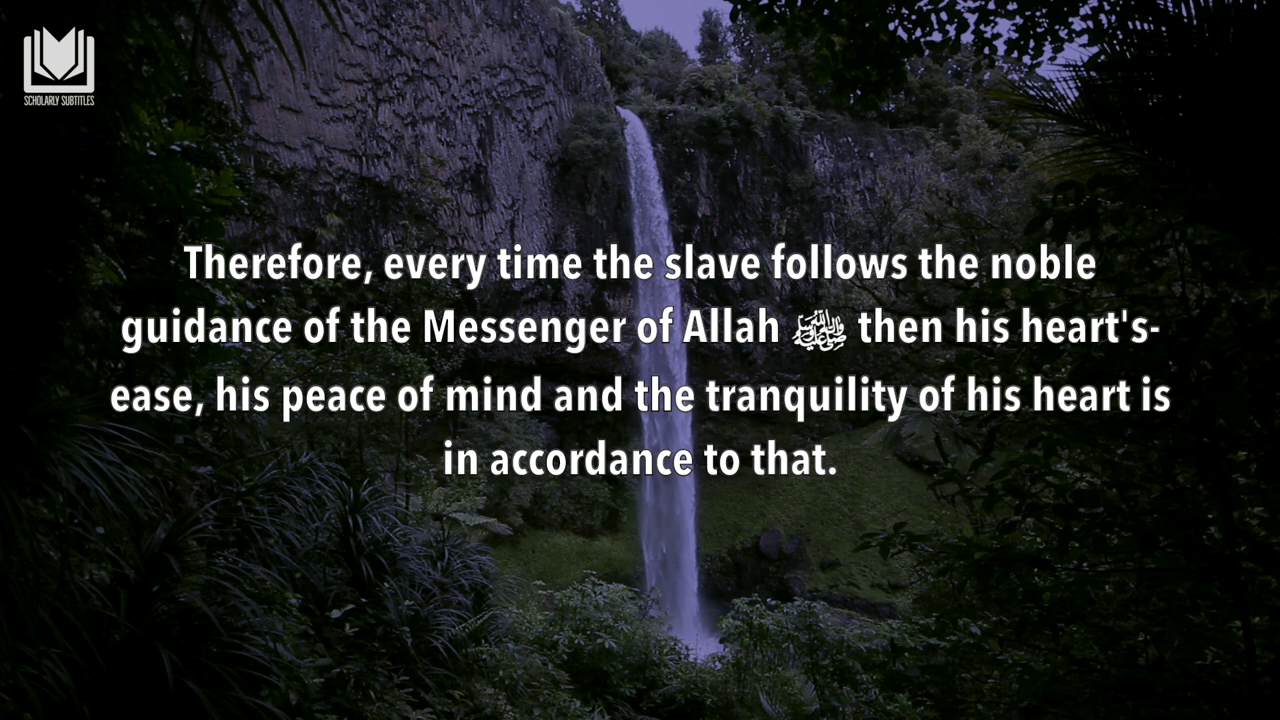 SCHOLARLY SUBTITLES
Therefore, every time the slave follows the noble
guidance of the Messenger of Allah ﷺ then his heart's-
ease, his peace of mind and the tranquility of his heart is
in accordance to that.